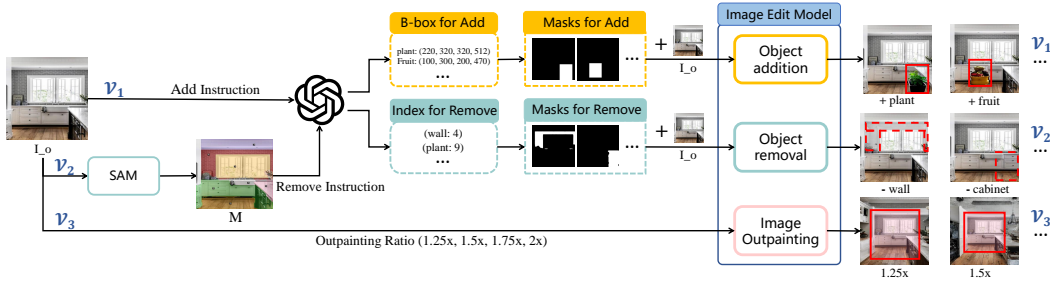 B-box for Add
Masks for Add
Image Edit Model
plant: (220, 320, 320, 512)
Fruit: (100, 300, 200, 470)
...
...
+
I_o
Object
addition
+ plant
+ fruit
V1
...
V1
Add Instruction
I_o
Index for Remove
Masks for Remove
(wall: 4)
(plant: 9)
...
...
+
I_o
Object
removal
- wall
- cabinet
V2
...
V2
SAM
M
Remove Instruction
V3
Outpainting Ratio (1.25x, 1.5x, 1.75x, 2x)
Image
Outpainting
1.25x
1.5x
V3
...